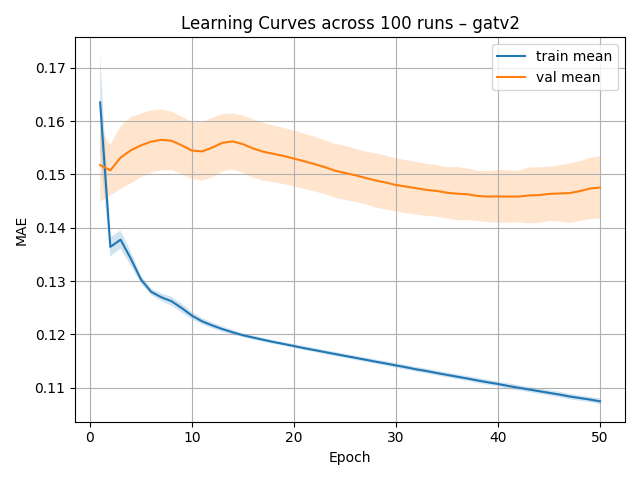 Learning Curves across 100 runs – gatv2
train mean
val mean
0.17
0.16
0.15
0.14
0.13
0.12
0.11
MAE
0 10 20 30 40 50
Epoch